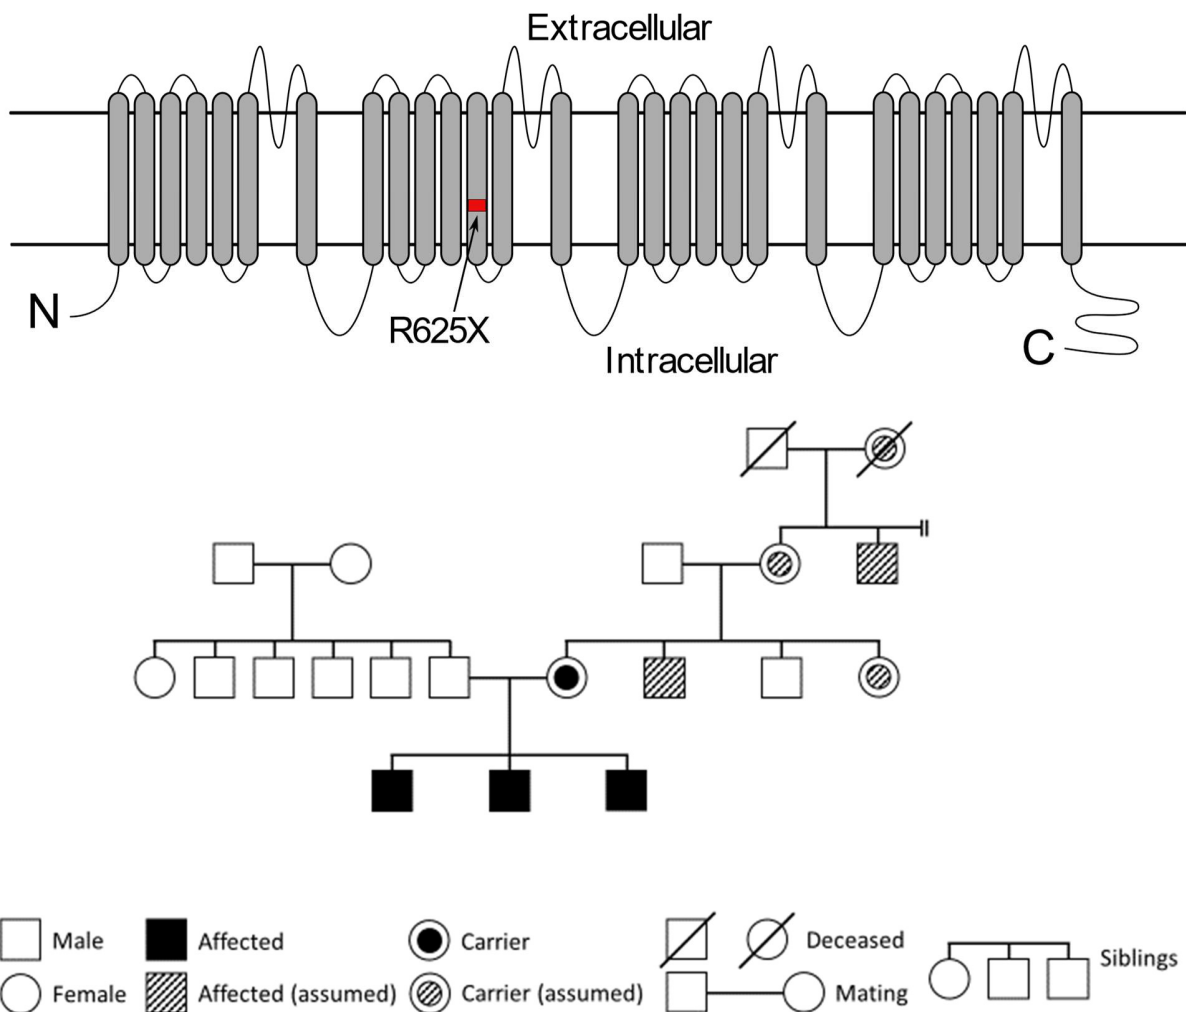 Extracellular
N
R625X
Intracellular
C
Male
Affected
Carrier
Deceased
Siblings
Female
Affected (assumed)
Carrier (assumed)
Mating